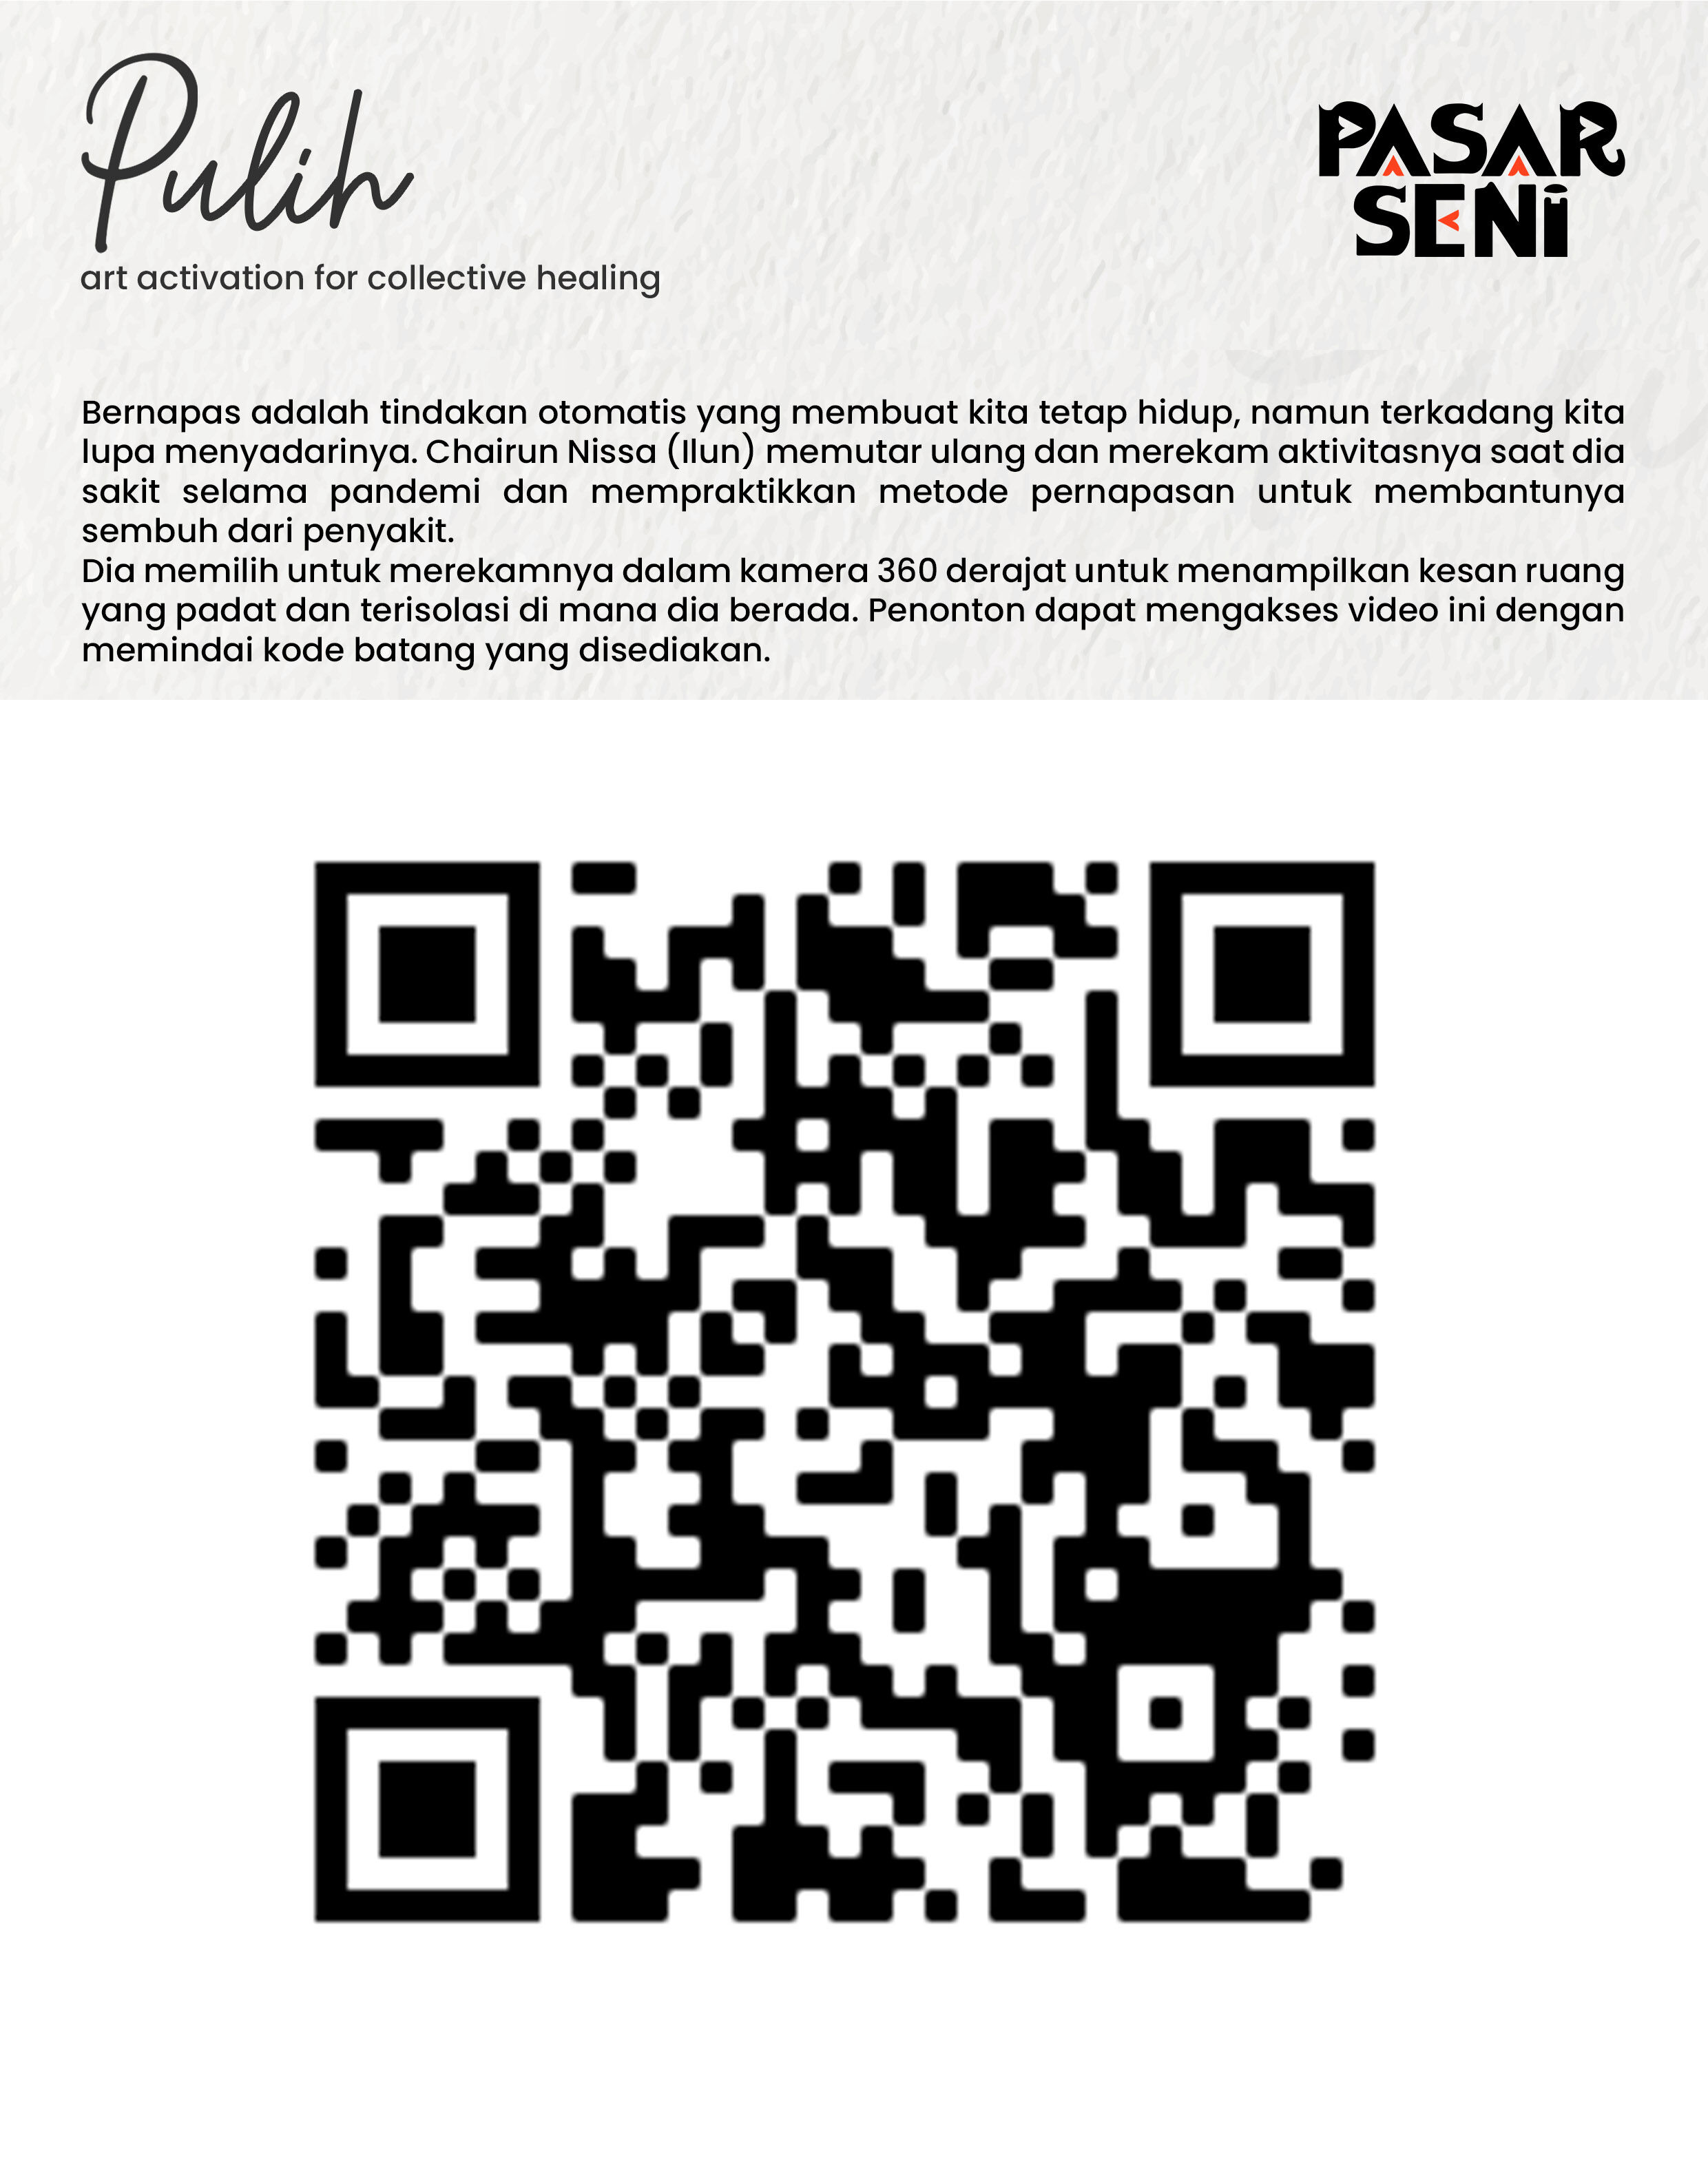 Pulih
art activation for collective healing
PASAR
SENi
Bernapas adalah tindakan otomatis yang membuat kita tetap hidup, namun terkadang kita
lupa menyadarinya. Chairun Nissa (Ilun) memutar ulang dan merekam aktivitasnya saat dia
sakit selama pandemi dan mempraktikkan metode pernapasan untuk membantunya
sembuh dari penyakit.
Dia memilih untuk merekamnya dalam kamera 360 derajat untuk menampilkan kesan ruang
yang padat dan terisolasi di mana dia berada. Penonton dapat mengakses video ini dengan
memindai kode batang yang disediakan.